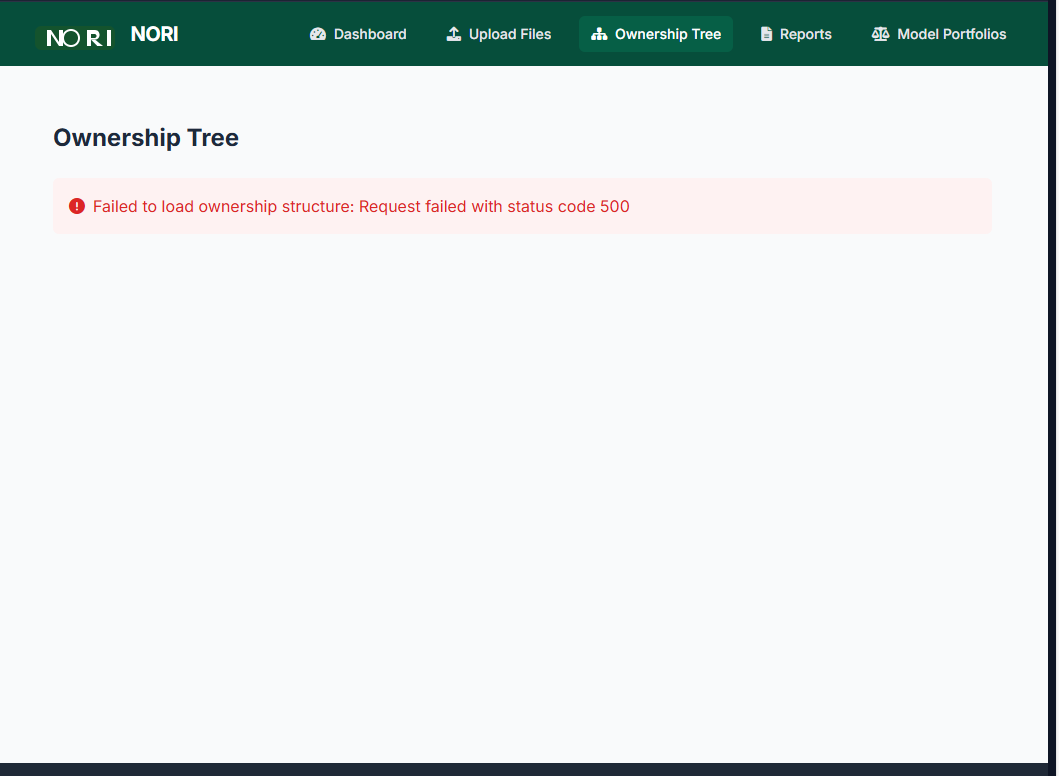 NORI NORI Dashboard Upload Files Ownership Tree Reports Model Portfolios
Ownership Tree
Failed to load ownership structure: Request failed with status code 500